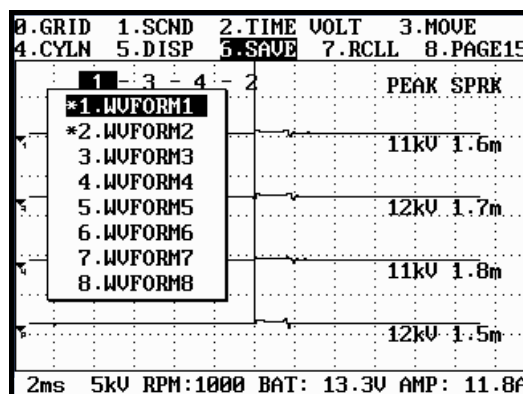 0.GRID 1.SCND 2.TIME VOLT 3.MOVE
4.CYLN 5.DISP 6.SAVE 7.RCLL 8.PAGE15
1 - 3 - 4 - 2 PEAK SPRK
*1.WVFORM1
*2.WVFORM2
11kV 1.6m
3.WVFORM3
4.WVFORM4
5.WVFORM5
12kV 1.7m
6.WVFORM6
7.WVFORM7
11kV 1.8m
8.WVFORM8
12kV 1.5m
2ms 5kV RPM:1000 BAT: 13.3V AMP: 11.8A